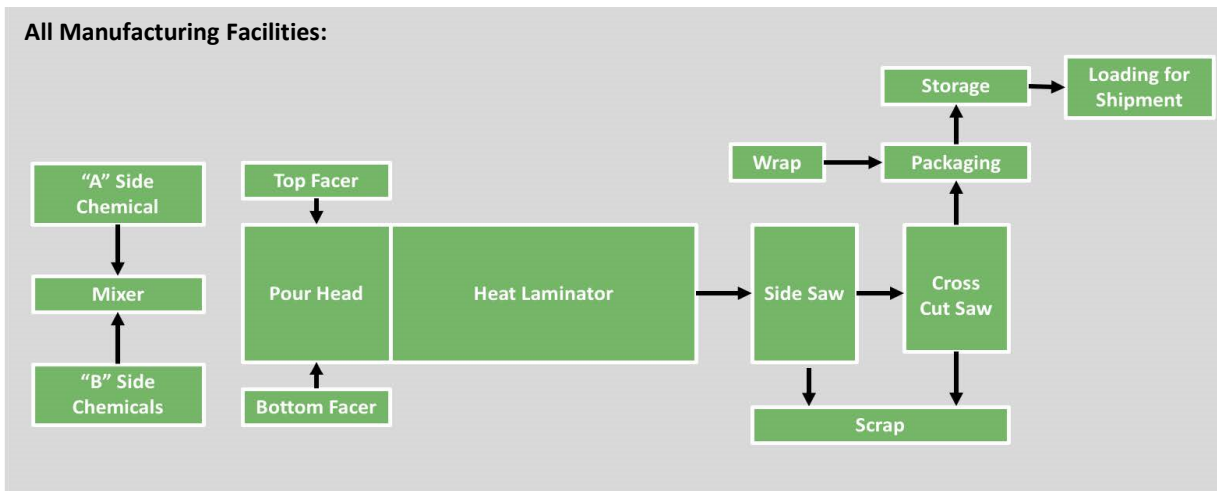 All Manufacturing Facilities:
Storage
Loading for
Shipment
Wrap
Packaging
“A” Side
Chemical
Top Facer
Mixer
Pour Head
Heat Laminator
Side Saw
Cross
Cut Saw
“B” Side
Chemicals
Bottom Facer
Scrap